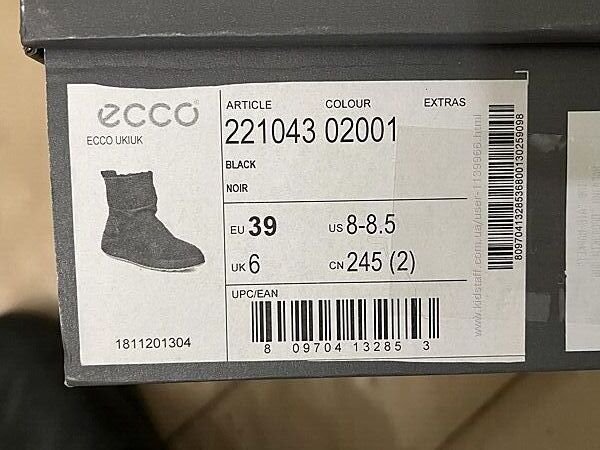 ecco
ECCO UKIUK
1811201304
ARTICLE COLOUR EXTRAS
221043 02001
BLACK
NOIR
EU 39 US 8-8.5
UK 6 CN 245 (2)
UPC/EAN
8 09704 13285 3
8097041328536800130259098